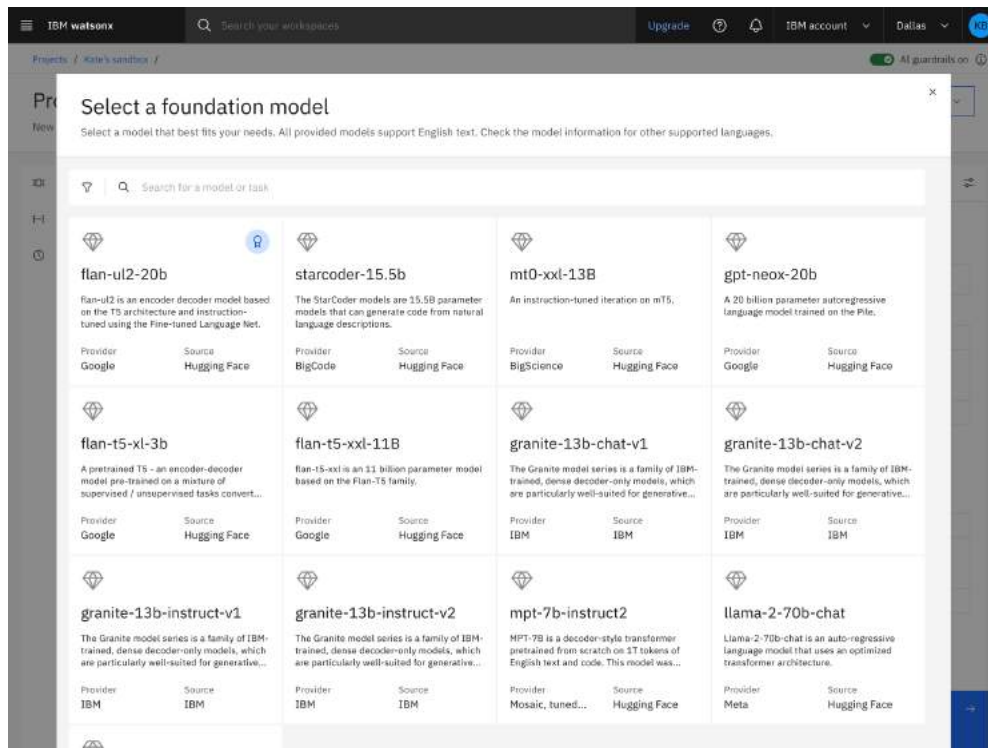 IBM watsonx
Search your workspaces
Upgrade
IBM account
Dallas
KB
Projects / Kate's sandbox /
AI guardrails on
New
Select a foundation model
Select a model that best fits your needs. All provided models support English text. Check the model information for other supported languages.
Search for a model or task
flan-ul2-20b
flan-ul2 is an encoder decoder model based
on the T5 architecture and instruction-
tuned using the Fine-tuned Language Net.
Provider Source
Google Hugging Face
starcoder-15.5b
The StarCoder models are 15.5B parameter
models that can generate code from natural
language descriptions.
Provider Source
BigCode Hugging Face
mt0-xxl-13B
An instruction-tuned iteration on mT5.
Provider Source
BigScience Hugging Face
gpt-neox-20b
A 20 billion parameter autoregressive
language model trained on the Pile.
Provider Source
Google Hugging Face
flan-t5-xl-3b
A pretrained T5 - an encoder-decoder
model pre-trained on a mixture of
supervised / unsupervised tasks convert...
Provider Source
Google Hugging Face
flan-t5-xxl-11B
flan-t5-xxl is an 11 billion parameter model
based on the Flan-T5 family.
Provider Source
Google Hugging Face
granite-13b-chat-v1
The Granite model series is a family of IBM-
trained, dense decoder-only models, which
are particularly well-suited for generative...
Provider Source
IBM IBM
granite-13b-chat-v2
The Granite model series is a family of IBM-
trained, dense decoder-only models, which
are particularly well-suited for generative...
Provider Source
IBM IBM
granite-13b-instruct-v1
The Granite model series is a family of IBM-
trained, dense decoder-only models, which
are particularly well-suited for generative...
Provider Source
IBM IBM
granite-13b-instruct-v2
The Granite model series is a family of IBM-
trained, dense decoder-only models, which
are particularly well-suited for generative...
Provider Source
IBM IBM
mpt-7b-instruct2
MPT-7B is a decoder-style transformer
pretrained from scratch on 1T tokens of
English text and code. This model was...
Provider Source
Mosaic, tuned... Hugging Face
llama-2-70b-chat
Llama-2-70b-chat is an auto-regressive
language model that uses an optimized
transformer architecture.
Provider Source
Meta Hugging Face